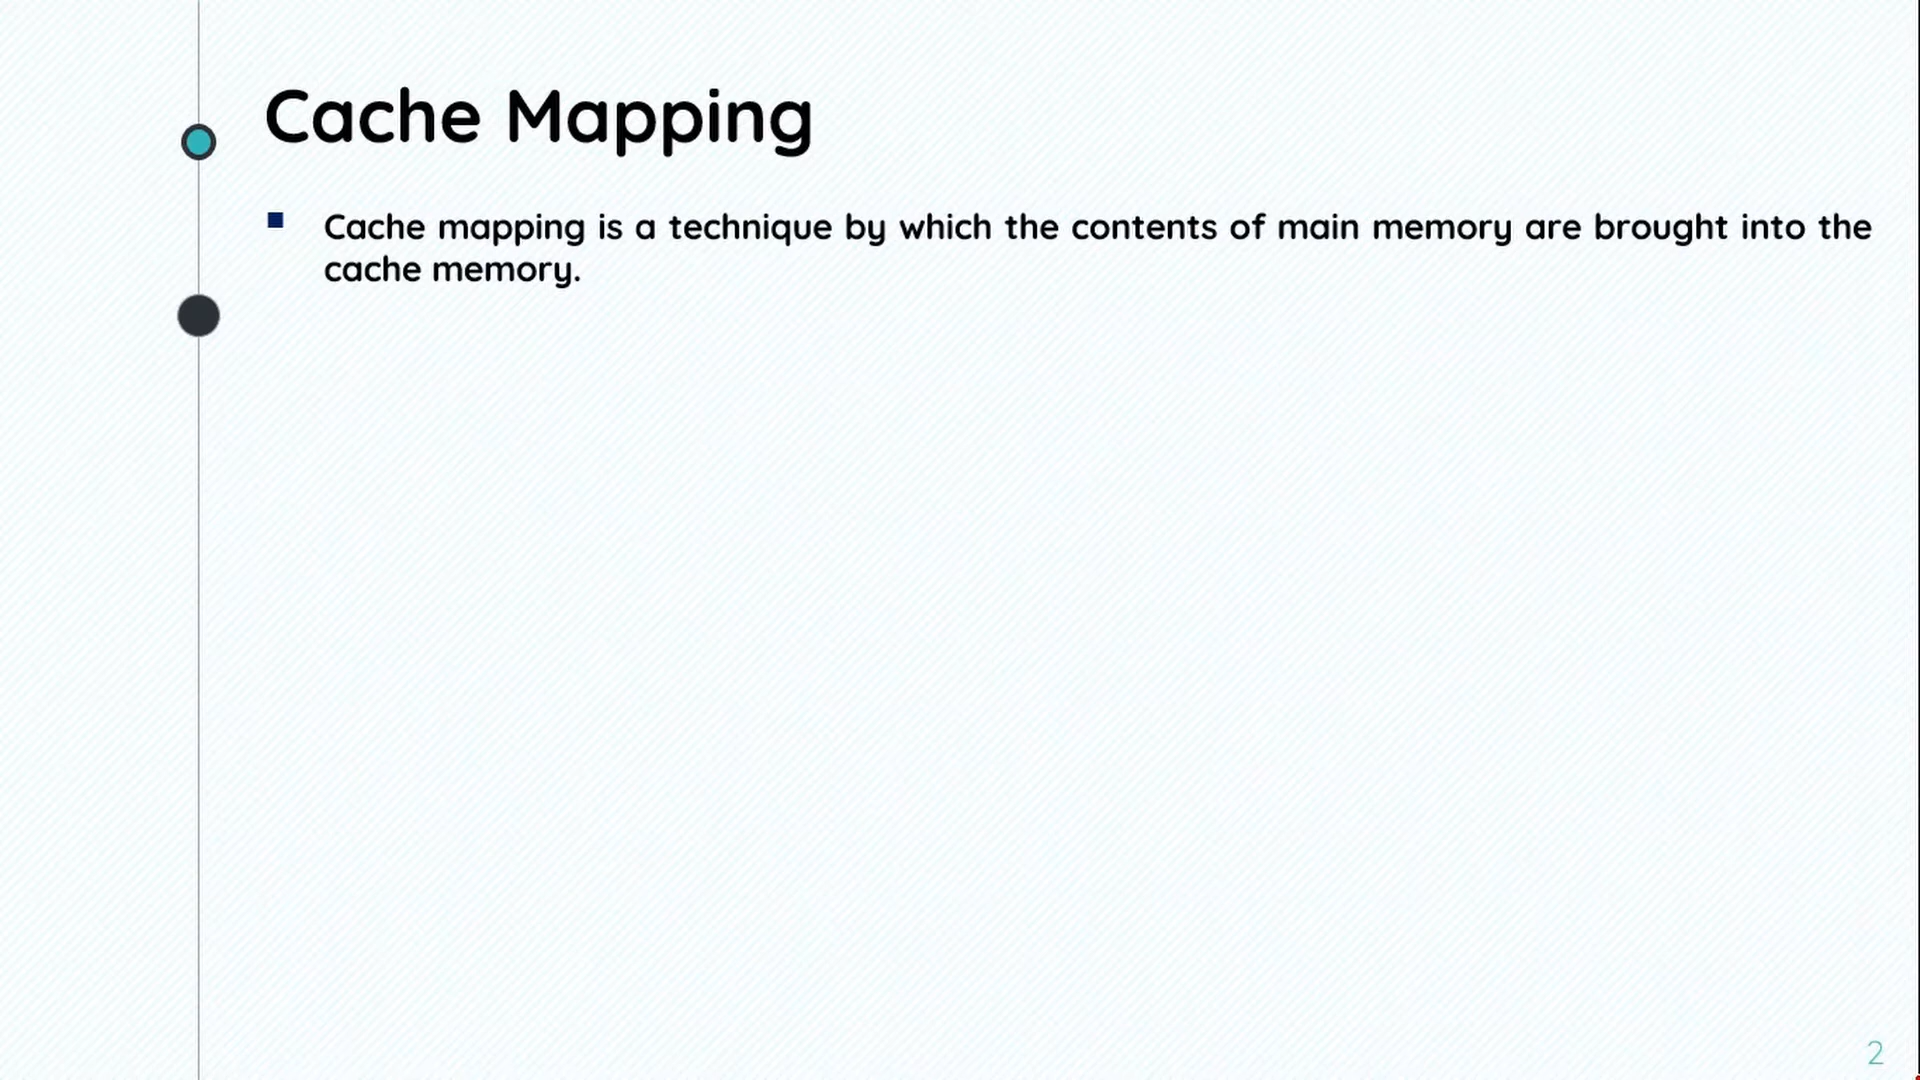 Cache Mapping
Cache mapping is a technique by which the contents of main memory are brought into the
cache memory.
2